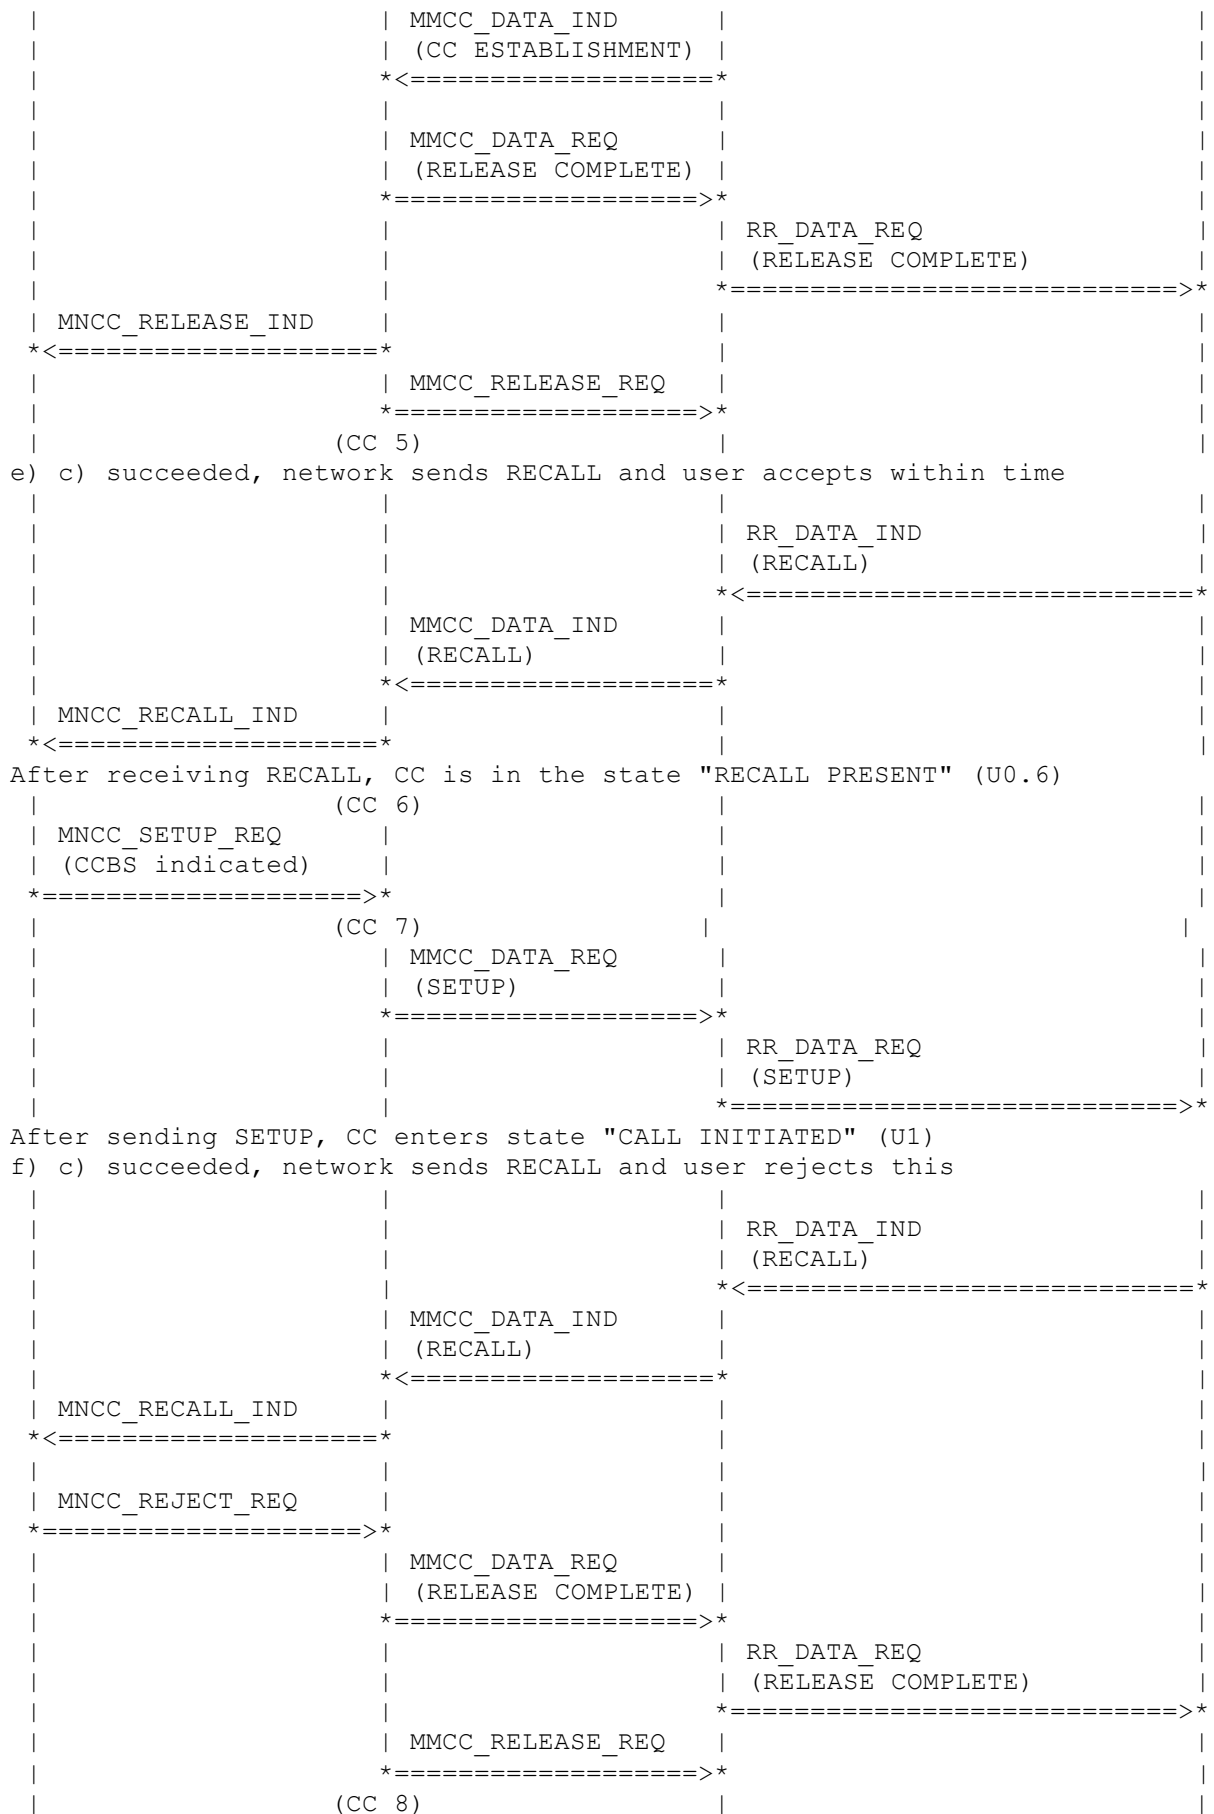 |                      | MMCC_DATA_IND      |                             |
|                      | (CC ESTABLISHMENT) |                             |
|                      *<===================*                             |
|                      |                    |                             |
|                      | MMCC_DATA_REQ      |                             |
|                      | (RELEASE COMPLETE) |                             |
|                      *===================>*                             |
|                      |                    | RR_DATA_REQ                 |
|                      |                    | (RELEASE COMPLETE)          |
|                      |                    *============================>*
| MNCC_RELEASE_IND     |                    |                             |
*<====================*                     |                             |
|                      | MMCC_RELEASE_REQ   |                             |
|                      *===================>*                             |
|                   (CC 5)                  |                             |
e) c) succeeded, network sends RECALL and user accepts within time
|                      |                    |                             |
|                      |                    | RR_DATA_IND                 |
|                      |                    | (RECALL)                    |
|                      |                    *<============================*
|                      | MMCC_DATA_IND      |                             |
|                      | (RECALL)           |                             |
|                      *<===================*                             |
| MNCC_RECALL_IND      |                    |                             |
*<====================*                     |                             |
After receiving RECALL, CC is in the state "RECALL PRESENT" (U0.6)
|                   (CC 6)                  |                             |
| MNCC_SETUP_REQ       |                    |                             |
| (CCBS indicated)     |                    |                             |
*====================>*                     |                             |
|                   (CC 7)                 |                             |
|                      | MMCC_DATA_REQ      |                             |
|                      | (SETUP)            |                             |
|                      *===================>*                             |
|                      |                    | RR_DATA_REQ                 |
|                      |                    | (SETUP)                     |
|                      |                    *============================>*
After sending SETUP, CC enters state "CALL INITIATED" (U1)
f) c) succeeded, network sends RECALL and user rejects this
|                      |                    |                             |
|                      |                    | RR_DATA_IND                 |
|                      |                    | (RECALL)                    |
|                      |                    *<============================*
|                      | MMCC_DATA_IND      |                             |
|                      | (RECALL)           |                             |
|                      *<===================*                             |
| MNCC_RECALL_IND      |                    |                             |
*<====================*                     |                             |
|                      |                    |                             |
| MNCC_REJECT_REQ      |                    |                             |
*====================>*                     |                             |
|                      | MMCC_DATA_REQ      |                             |
|                      | (RELEASE COMPLETE) |                             |
|                      *===================>*                             |
|                      |                    | RR_DATA_REQ                 |
|                      |                    | (RELEASE COMPLETE)          |
|                      |                    *============================>*
|                      | MMCC_RELEASE_REQ   |                             |
|                      *===================>*                             |
|                   (CC 8)                  |                             |